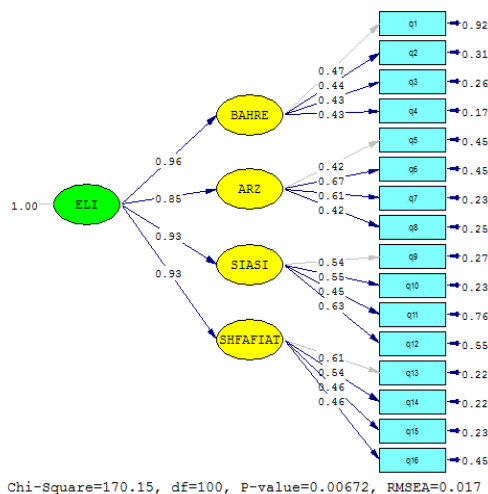 q1 0.92
0.47 q2 0.31
0.44 q3 0.26
0.43
BAHRE 0.43 q4 0.17
q5 0.45
0.96 0.42 q6 0.45
0.67
ARZ 0.61 q7 0.23
0.85 0.42
1.00 ELI q8 0.25
0.93 0.54 q9 0.27
SIASI 0.55 q10 0.23
0.93 0.45
0.63 q11 0.76
q12 0.55
SHFAFIAT 0.61 q13 0.22
0.54
0.46 q14 0.22
0.46 q15 0.23
q16 0.45
Chi-Square=170.15, df=100, P-value=0.00672, RMSEA=0.017